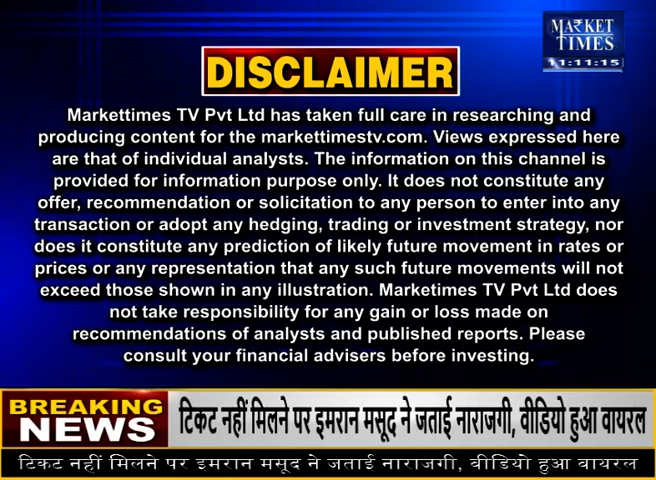 MARKET
TIMES
11:11:15
DISCLAIMER
Markettimes TV Pvt Ltd has taken full care in researching and
producing content for the markettimestv.com. Views expressed here
are that of individual analysts. The information on this channel is
provided for information purpose only. It does not constitute any
offer, recommendation or solicitation to any person to enter into any
transaction or adopt any hedging, trading or investment strategy, nor
does it constitute any prediction of likely future movement in rates or
prices or any representation that any such future movements will not
exceed those shown in any illustration. Marketimes TV Pvt Ltd does
not take responsibility for any gain or loss made on
recommendations of analysts and published reports. Please
consult your financial advisers before investing.
BREAKING
NEWS
टिकट नहीं मिलने पर इमरान मसूद ने जताई नाराजगी, वीडियो हुआ वायरल
टिकट नहीं मिलने पर इमरान मसूद ने जताई नाराजगी, वीडियो हुआ वायरल